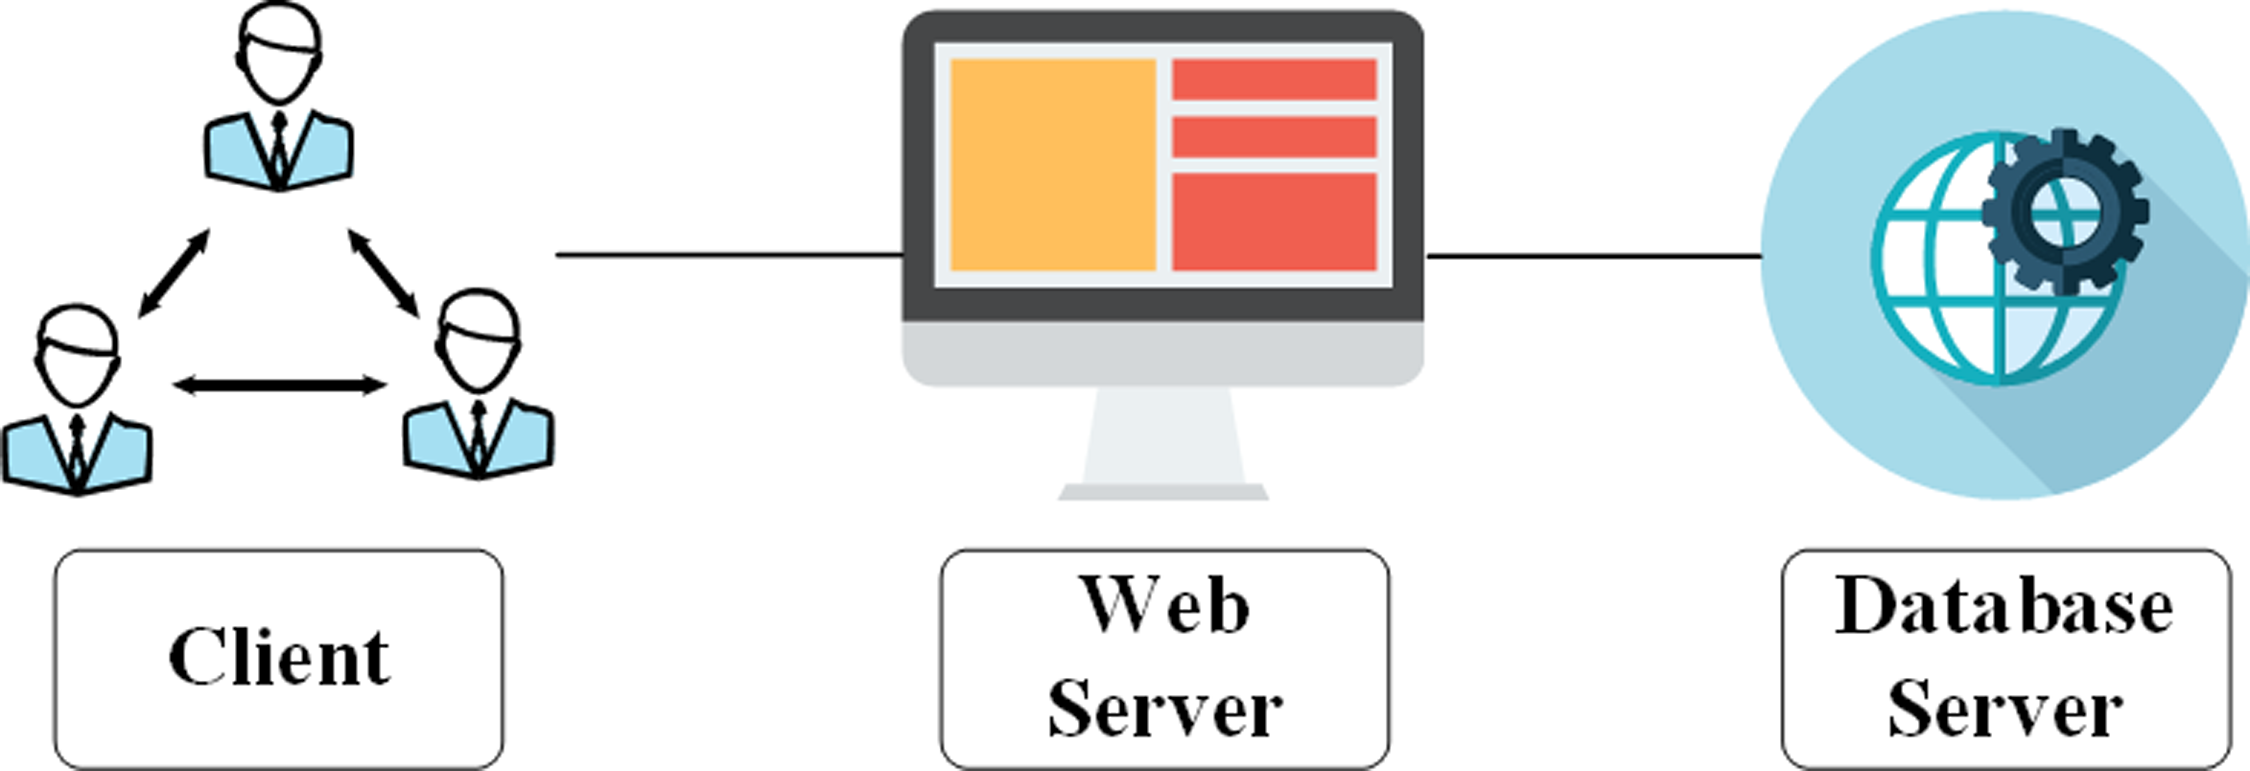 Client
Web
Server
Database
Server